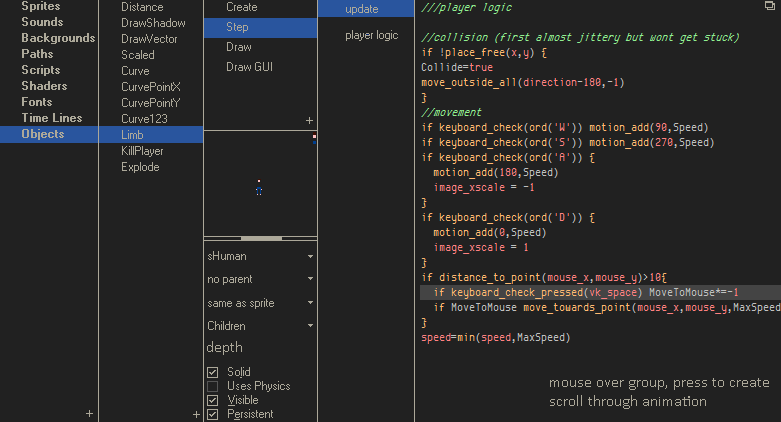 Sprites
Sounds
Backgrounds
Paths
Scripts
Shaders
Fonts
Time Lines
Objects
+
Distance
DrawShadow
DrawVector
Scaled
Curve
CurvePointX
CurvePointY
Curve123
Limb
KillPlayer
Explode
+
Create
Step
Draw
Draw GUI
+
sHuman
no parent
same as sprite
Children
depth
Solid
Uses Physics
Visible
Persistent
update
player logic
///player logic
//collision (first almost jittery but wont get stuck)
if !place_free(x,y) {
Collide=true
move_outside_all(direction-180,-1)
}
//movement
if keyboard_check(ord('W')) motion_add(90,Speed)
if keyboard_check(ord('S')) motion_add(270,Speed)
if keyboard_check(ord('A')) {
motion_add(180,Speed)
image_xscale = -1
}
if keyboard_check(ord('D')) {
motion_add(0,Speed)
image_xscale = 1
}
if distance_to_point(mouse_x,mouse_y)>10{
if keyboard_check_pressed(vk_space) MoveToMouse*=-1
if MoveToMouse move_towards_point(mouse_x,mouse_y,MaxSpeed
}
speed=min(speed,MaxSpeed)
mouse over group, press to create
scroll through animation